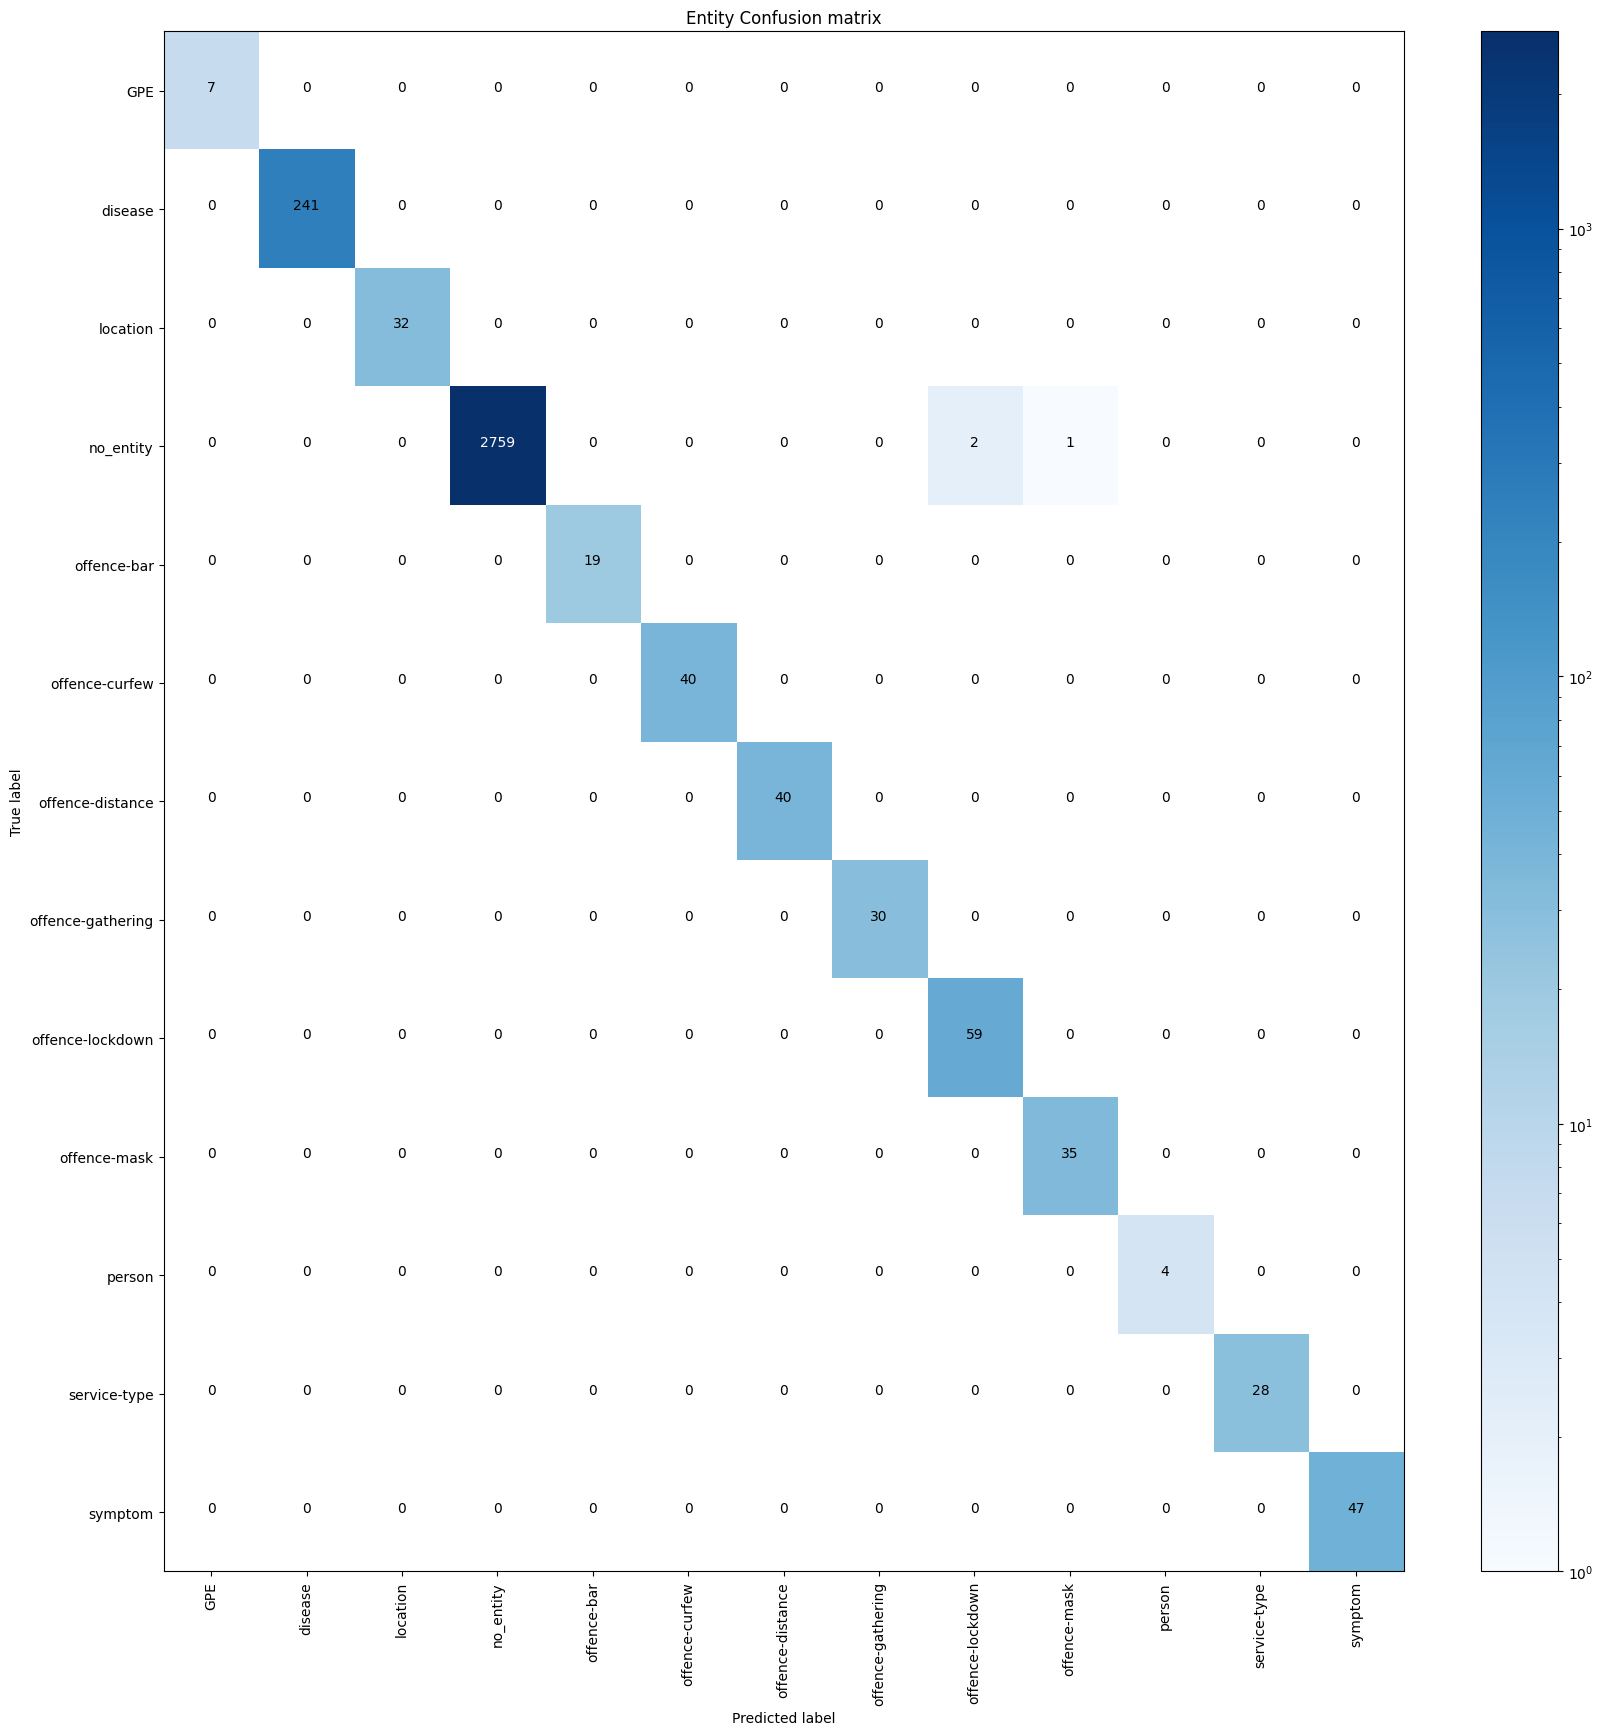 Entity Confusion matrix
GPE 7 0 0 0 0 0 0 0 0 0 0 0 0
disease 0 241 0 0 0 0 0 0 0 0 0 0 0
10³
location 0 0 32 0 0 0 0 0 0 0 0 0 0
no_entity 0 0 0 2759 0 0 0 0 2 1 0 0 0
offence-bar 0 0 0 0 19 0 0 0 0 0 0 0 0
offence-curfew 0 0 0 0 0 40 0 0 0 0 0 0 0
10²
offence-distance 0 0 0 0 0 0 40 0 0 0 0 0 0
True label
offence-gathering 0 0 0 0 0 0 0 30 0 0 0 0 0
offence-lockdown 0 0 0 0 0 0 0 0 59 0 0 0 0
10¹
offence-mask 0 0 0 0 0 0 0 0 0 35 0 0 0
person 0 0 0 0 0 0 0 0 0 0 4 0 0
service-type 0 0 0 0 0 0 0 0 0 0 0 28 0
symptom 0 0 0 0 0 0 0 0 0 0 0 0 47
10⁰
GPE
disease
location
no_entity
offence-bar
offence-curfew
offence-distance
offence-gathering
offence-lockdown
offence-mask
person
service-type
symptom
Predicted label